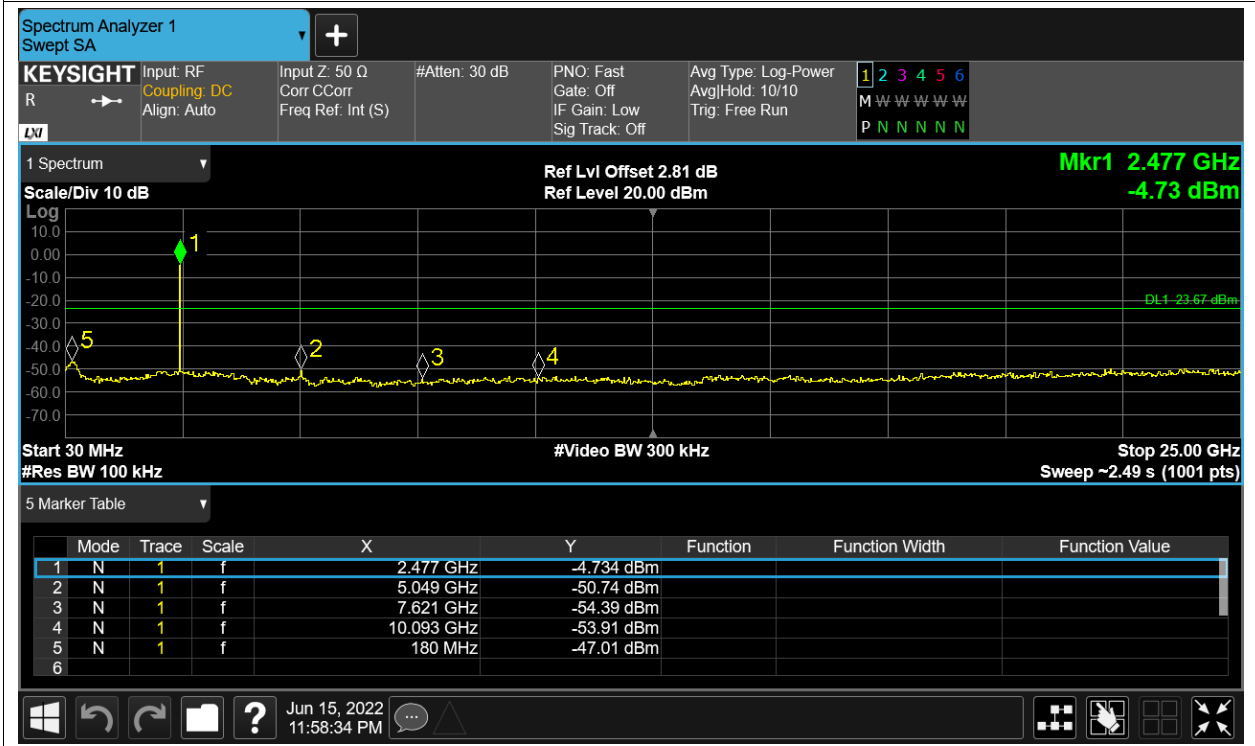 Spectrum Analyzer 1
Swept SA
+
KEYSIGHT
R
LXI
Input: RF
Coupling: DC
Align: Auto
Input Z: 50 Ω
Corr CCorr
Freq Ref: Int (S)
#Atten: 30 dB
PNO: Fast
Gate: Off
IF Gain: Low
Sig Track: Off
Avg Type: Log-Power
Avg|Hold: 10/10
Trig: Free Run
1 2 3 4 5 6
M W W W W W
P N N N N N
1 Spectrum
Scale/Div 10 dB
Ref Lvl Offset 2.81 dB
Ref Level 20.00 dBm
Mkr1 2.477 GHz
-4.73 dBm
Log
10.0
0.00
-10.0
-20.0
-30.0
-40.0
-50.0
-60.0
-70.0
1
DL1 -23.67 dBm
5
2
3
4
Start 30 MHz
#Res BW 100 kHz
#Video BW 300 kHz
Stop 25.00 GHz
Sweep ~2.49 s (1001 pts)
5 Marker Table
Mode Trace Scale X Y Function Function Width Function Value
1 N 1 f 2.477 GHz -4.734 dBm
2 N 1 f 5.049 GHz -50.74 dBm
3 N 1 f 7.621 GHz -54.39 dBm
4 N 1 f 10.093 GHz -53.91 dBm
5 N 1 f 180 MHz -47.01 dBm
6
?
Jun 15, 2022
11:58:34 PM